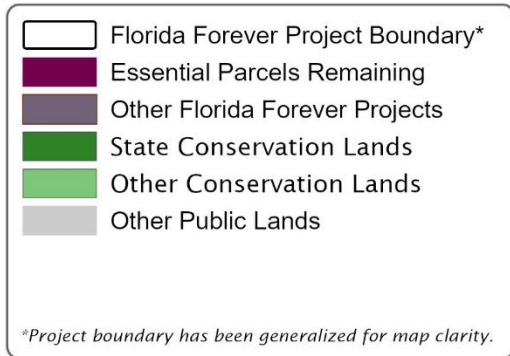 Florida Forever Project Boundary*
Essential Parcels Remaining
Other Florida Forever Projects
State Conservation Lands
Other Conservation Lands
Other Public Lands
*Project boundary has been generalized for map clarity.